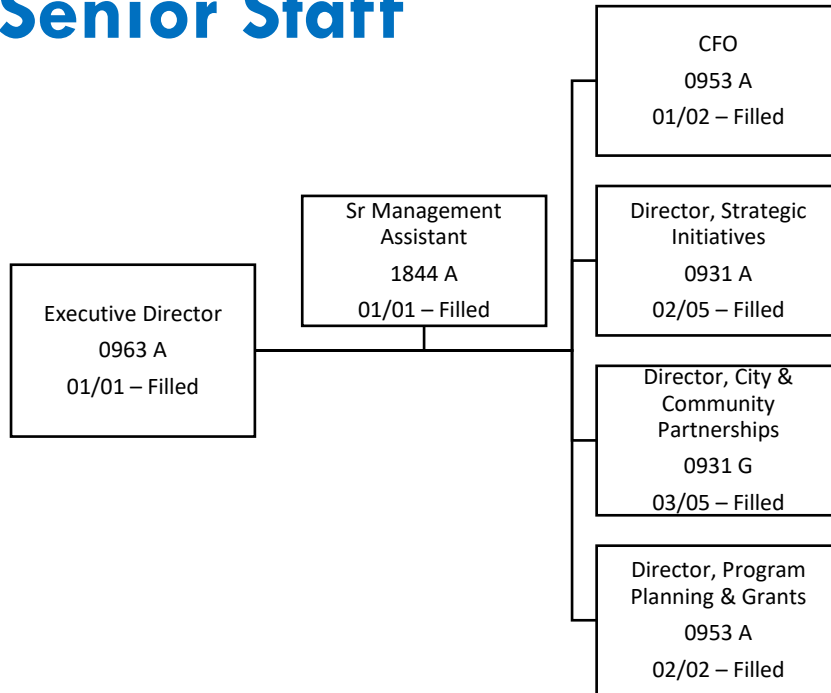 Senior Staff
CFO
0953 A
01/02 – Filled
Sr Management
Assistant
1844 A
01/01 – Filled
Director, Strategic
Initiatives
0931 A
02/05 – Filled
Executive Director
0963 A
01/01 – Filled
Director, City &
Community
Partnerships
0931 G
03/05 – Filled
Director, Program
Planning & Grants
0953 A
02/02 – Filled